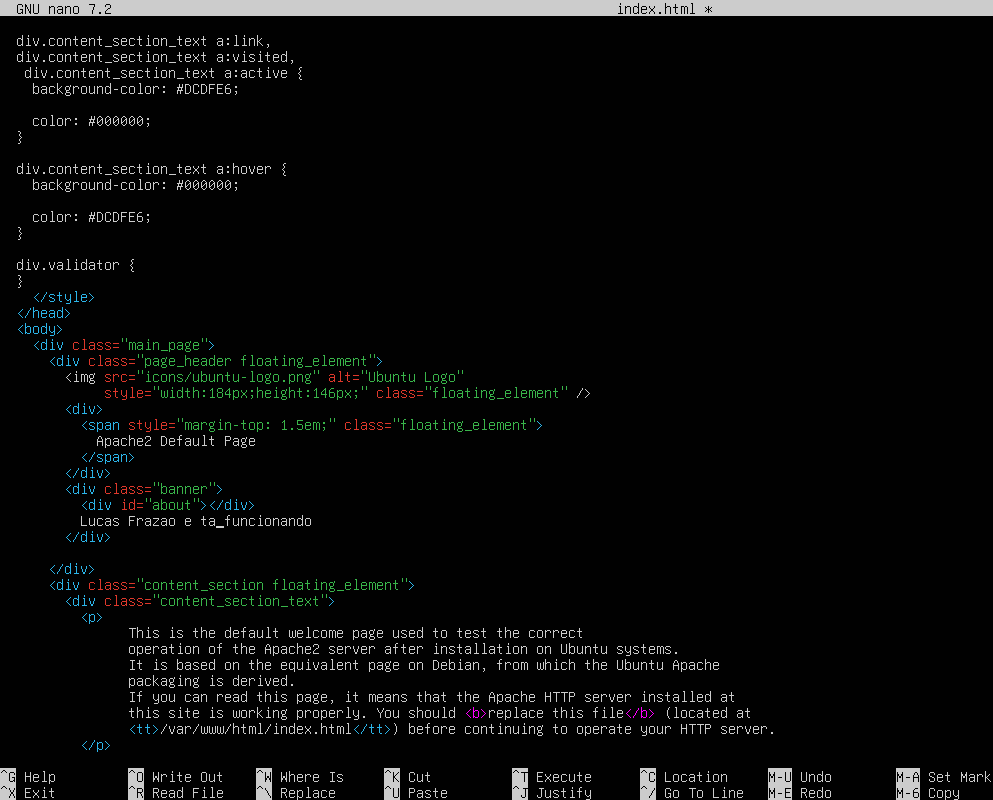 GNU nano 7.2 index.html *
div.content_section_text a:link,
div.content_section_text a:visited,
div.content_section_text a:active {
background-color: #DCDFE6;
color: #000000;
}
div.content_section_text a:hover {
background-color: #000000;
color: #DCDFE6;
}
div.validator {
}
</style>
</head>
<body>
<div class="main_page">
<div class="page_header floating_element">
<img src="icons/ubuntu-logo.png" alt="Ubuntu Logo"
style="width:184px;height:146px;" class="floating_element" />
<div>
<span style="margin-top: 1.5em;" class="floating_element">
Apache2 Default Page
</span>
</div>
<div class="banner">
<div id="about"></div>
Lucas Frazao e ta funcionando
</div>
</div>
<div class="content_section floating_element">
<div class="content_section_text">
<p>
This is the default welcome page used to test the correct
operation of the Apache2 server after installation on Ubuntu systems.
It is based on the equivalent page on Debian, from which the Ubuntu Apache
packaging is derived.
If you can read this page, it means that the Apache HTTP server installed at
this site is working properly. You should <b>replace this file</b> (located at
<tt>/var/www/html/index.html</tt>) before continuing to operate your HTTP server.
</p>
^G Help ^O Write Out ^W Where Is ^K Cut ^T Execute ^C Location M-U Undo M-A Set Mark
^X Exit ^R Read File ^\ Replace ^U Paste ^J Justify ^/ Go To Line M-E Redo M-6 Copy